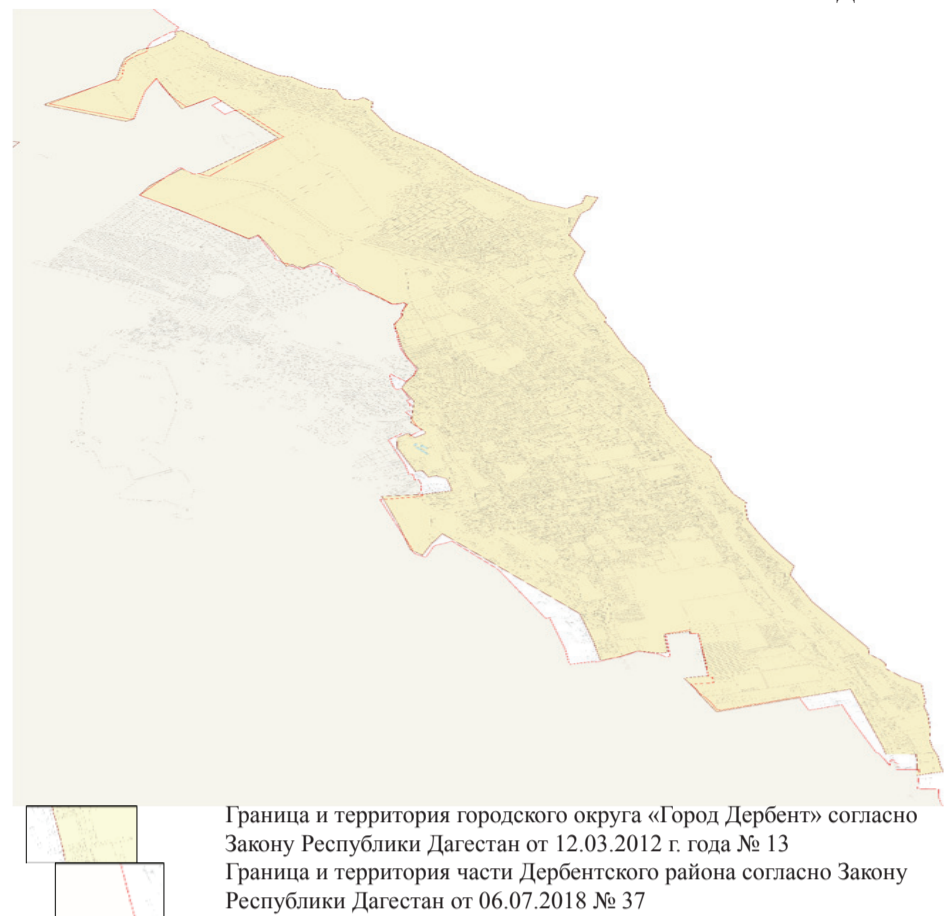 Граница и территория городского округа «Город Дербент» согласно
Закону Республики Дагестан от 12.03.2012 г. года № 13
Граница и территория части Дербентского района согласно Закону
Республики Дагестан от 06.07.2018 № 37